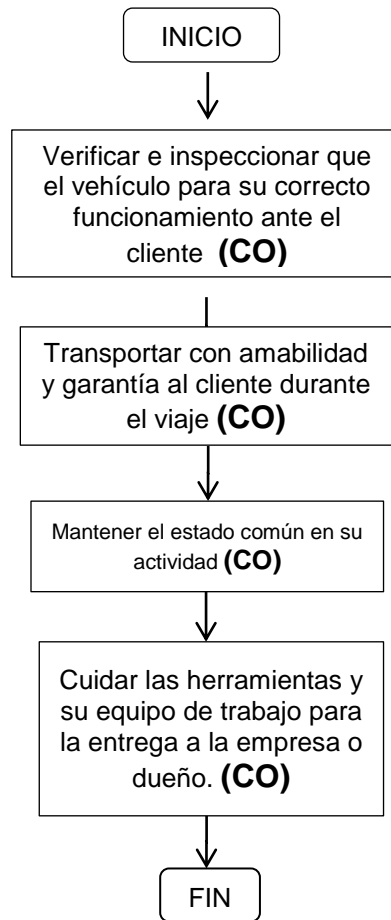 INICIO
Verificar e inspeccionar que
el vehículo para su correcto
funcionamiento ante el
cliente (CO)
Transportar con amabilidad
y garantía al cliente durante
el viaje (CO)
Mantener el estado común en su
actividad (CO)
Cuidar las herramientas y
su equipo de trabajo para
la entrega a la empresa o
dueño. (CO)
FIN